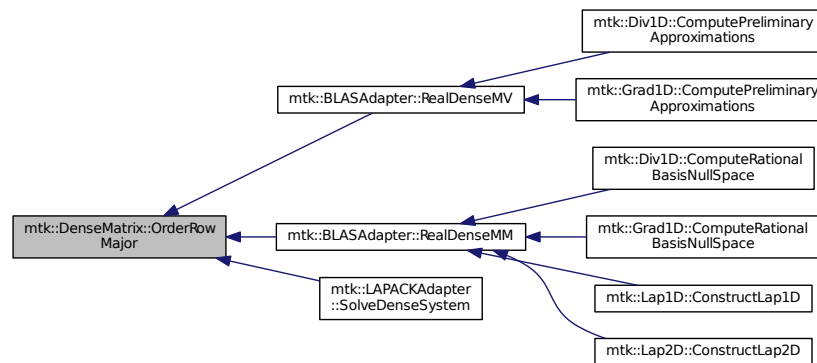 mtk::DenseMatrix::OrderRow
Major
mtk::BLASAdapter::RealDenseMV
mtk::Div1D::ComputePreliminary
Approximations
mtk::Grad1D::ComputePreliminary
Approximations
mtk::BLASAdapter::RealDenseMM
mtk::Div1D::ComputeRational
BasisNullSpace
mtk::Grad1D::ComputeRational
BasisNullSpace
mtk::Lap1D::ConstructLap1D
mtk::Lap2D::ConstructLap2D
mtk::LAPACKAdapter
::SolveDenseSystem